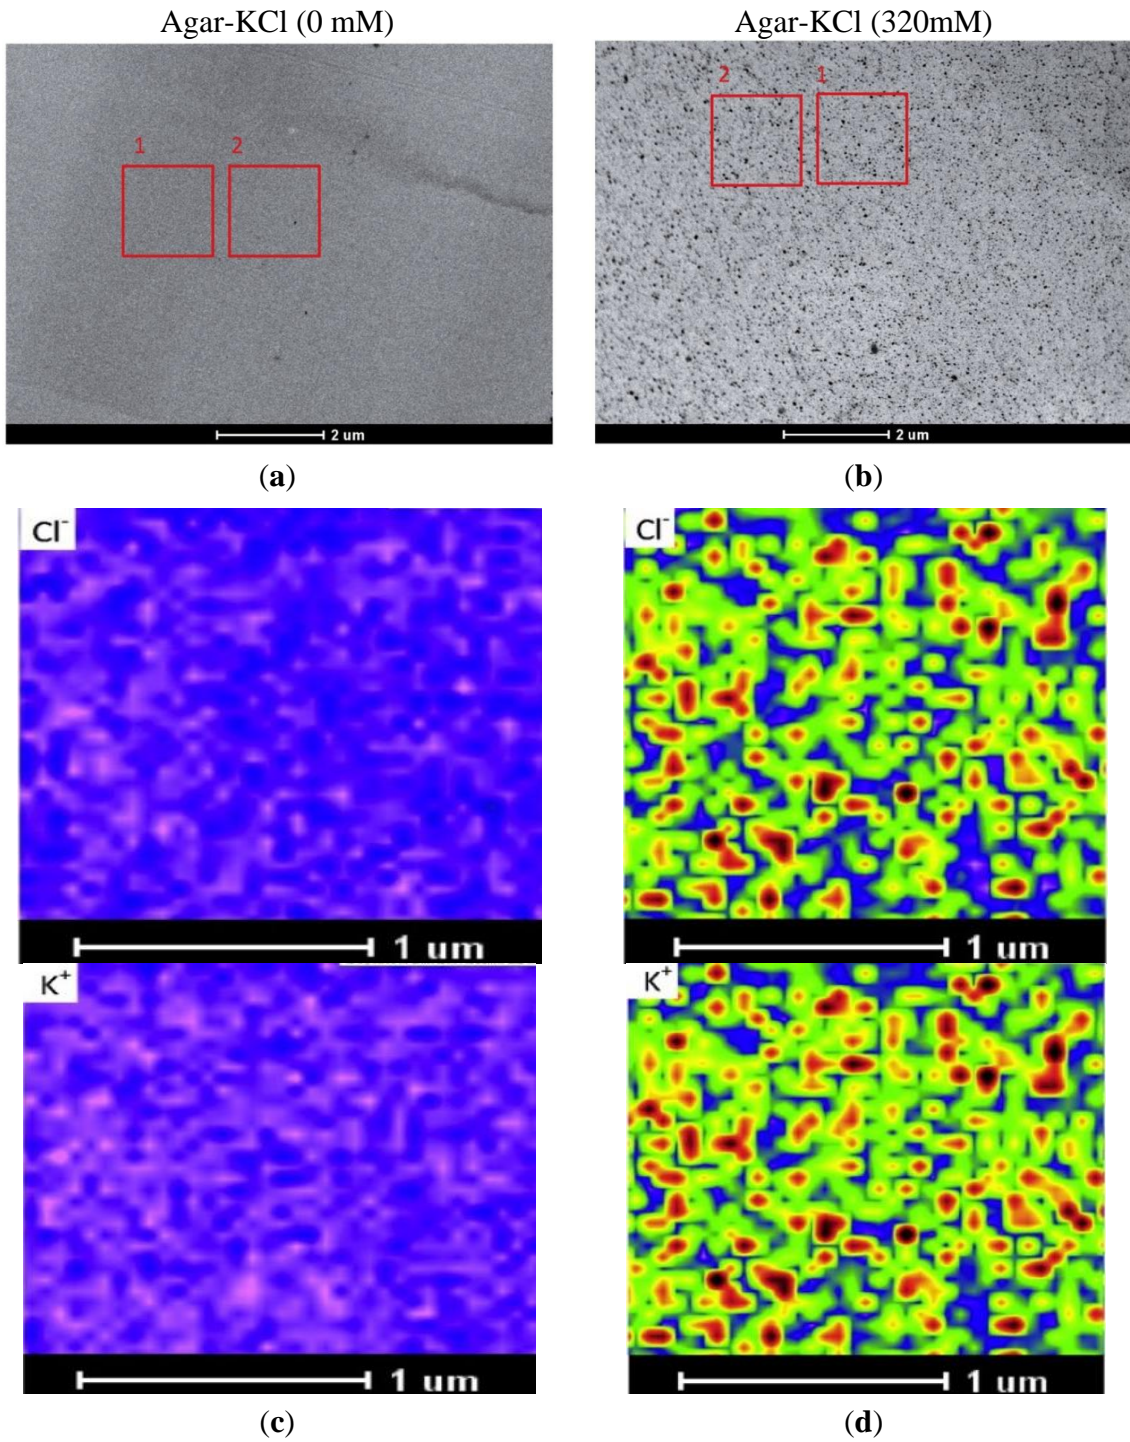 Agar-KCl (0 mM)
Agar-KCl (320mM)
1
2
2 um
2
1
2 um
(a)
(b)
Cl⁻
1 um
Cl⁻
1 um
K⁺
1 um
K⁺
1 um
(c)
(d)